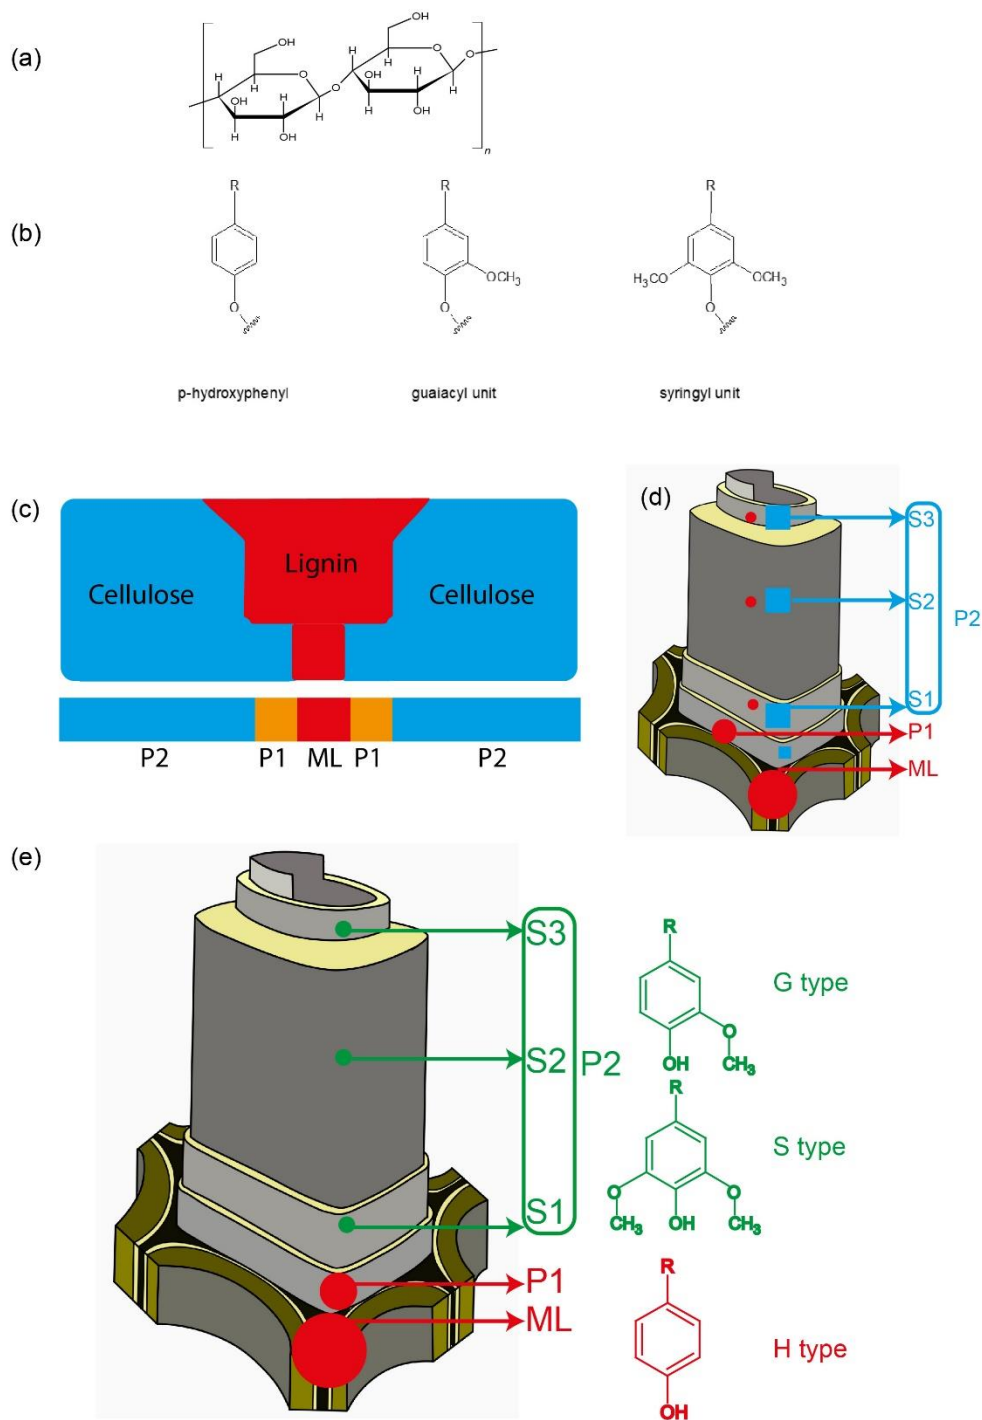 (a)
OH
OH
H
O
H
O
O
H
OH
H
O
OH
H
H
OH
H
H
OH
n
(b)
R
R
R
O
O
OCH3
H3CO
O
OCH3
p-hydroxyphenyl
guaiacyl unit
syringyl unit
(c)
Cellulose
Lignin
Cellulose
P2
P1
ML
P1
P2
(d)
S3
S2
P2
S1
P1
ML
(e)
S3
S2
P2
S1
P1
ML
R
G type
O
OH
CH3
R
S type
O
O
CH3
OH
CH3
R
H type
OH